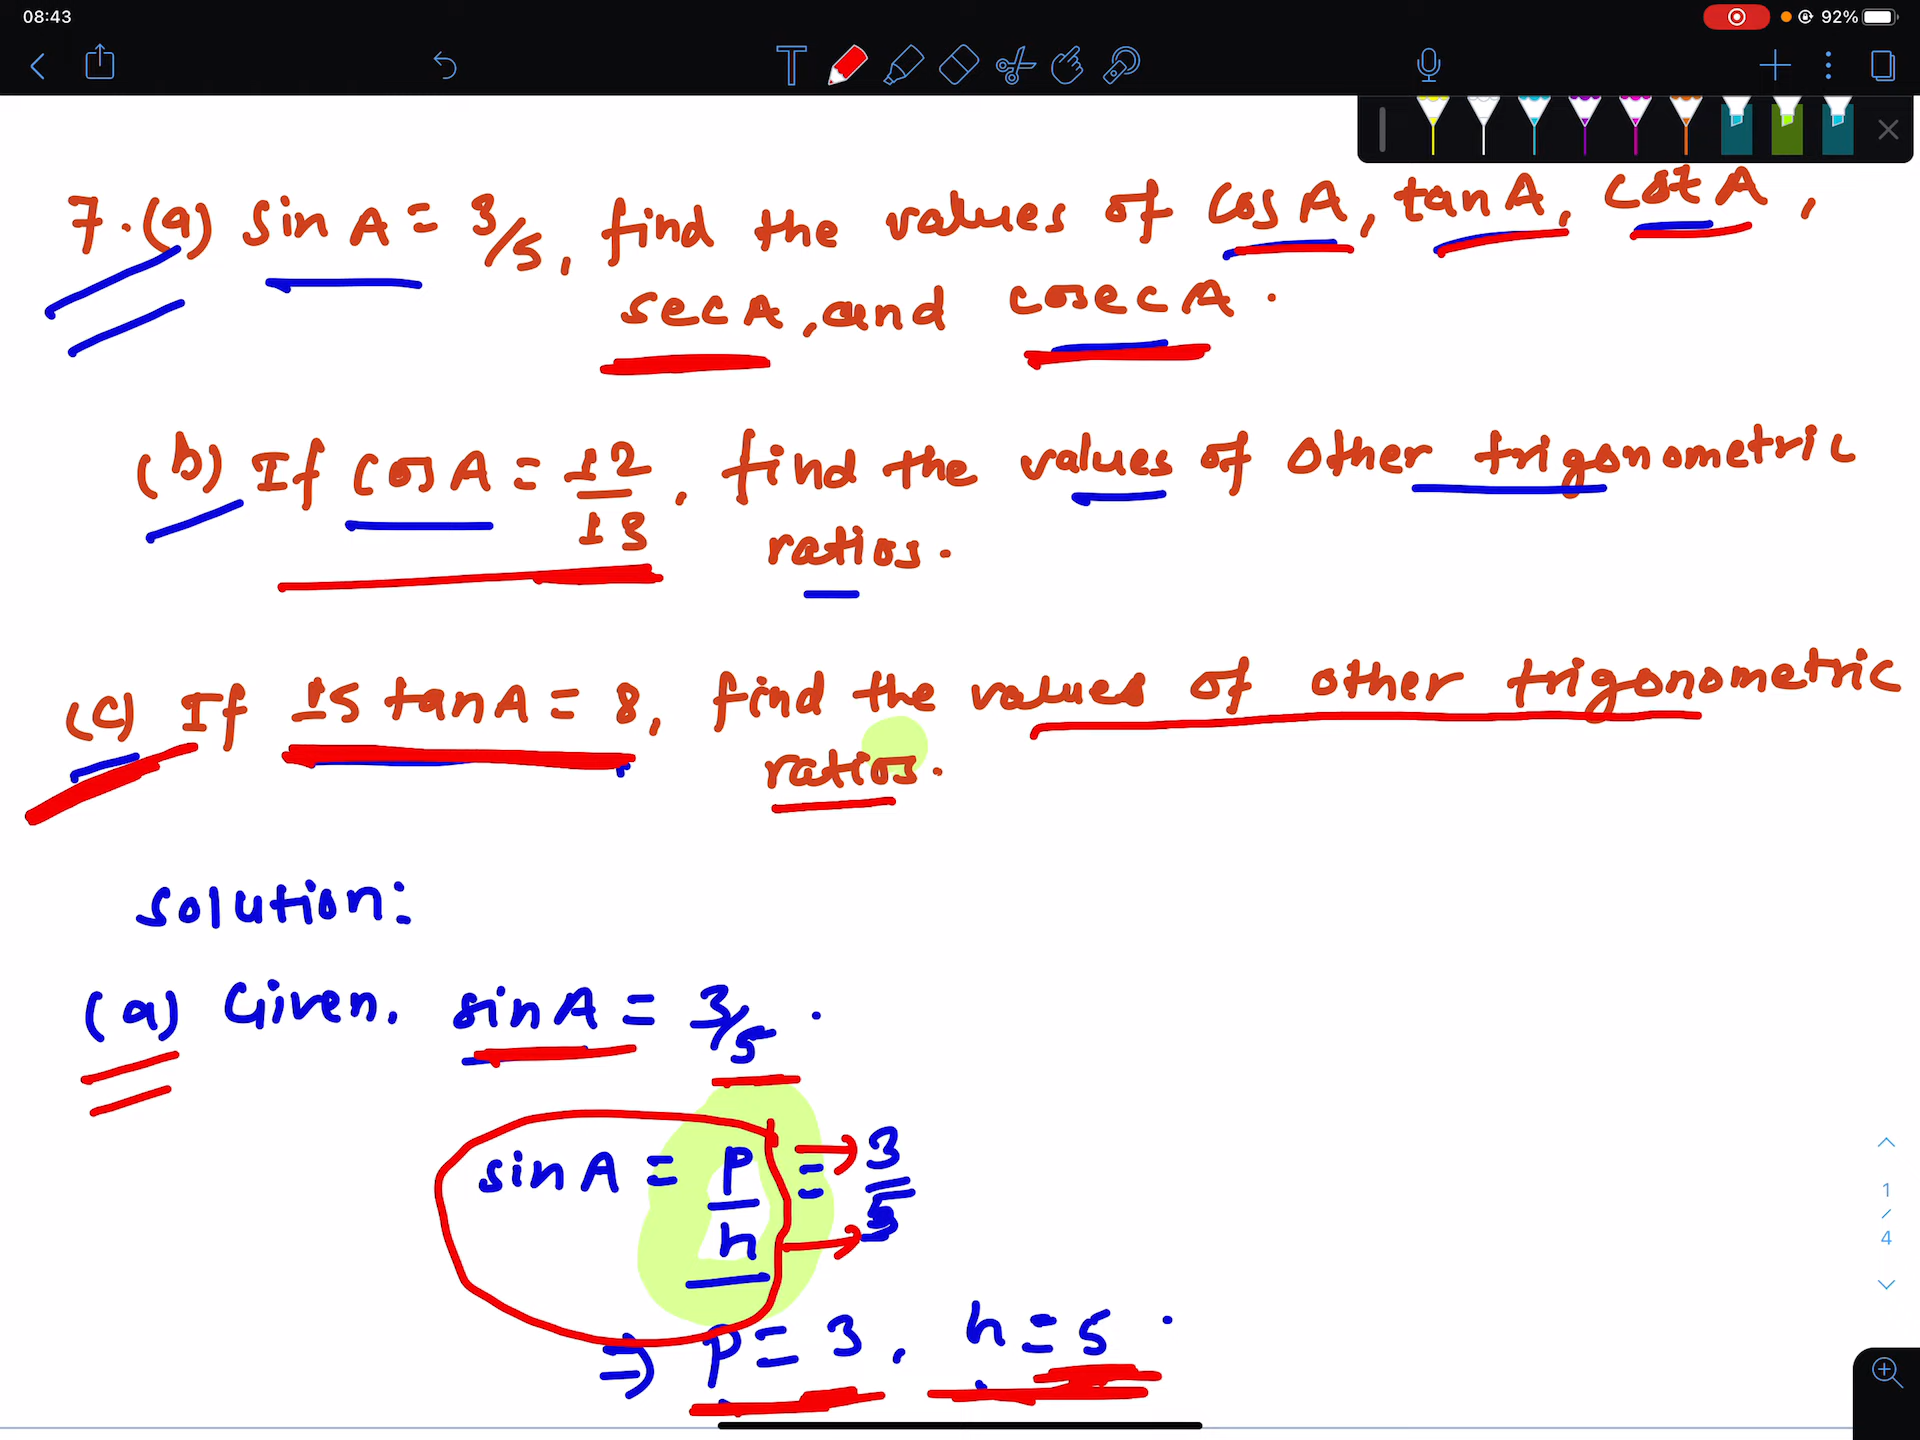 08:43
92%
7.(a) sin A = 3/5, find the values of cos A, tan A, cot A,
sec A, and cosec A.
(b) If cos A = 12/13, find the values of other trigonometric
ratios.
(c) If 15 tan A = 8, find the values of other trigonometric
ratios.
solution:
(a) Given, sin A = 3/5.
sin A = p/h = 3/5
⇒ p = 3, h = 5.
1
/
4